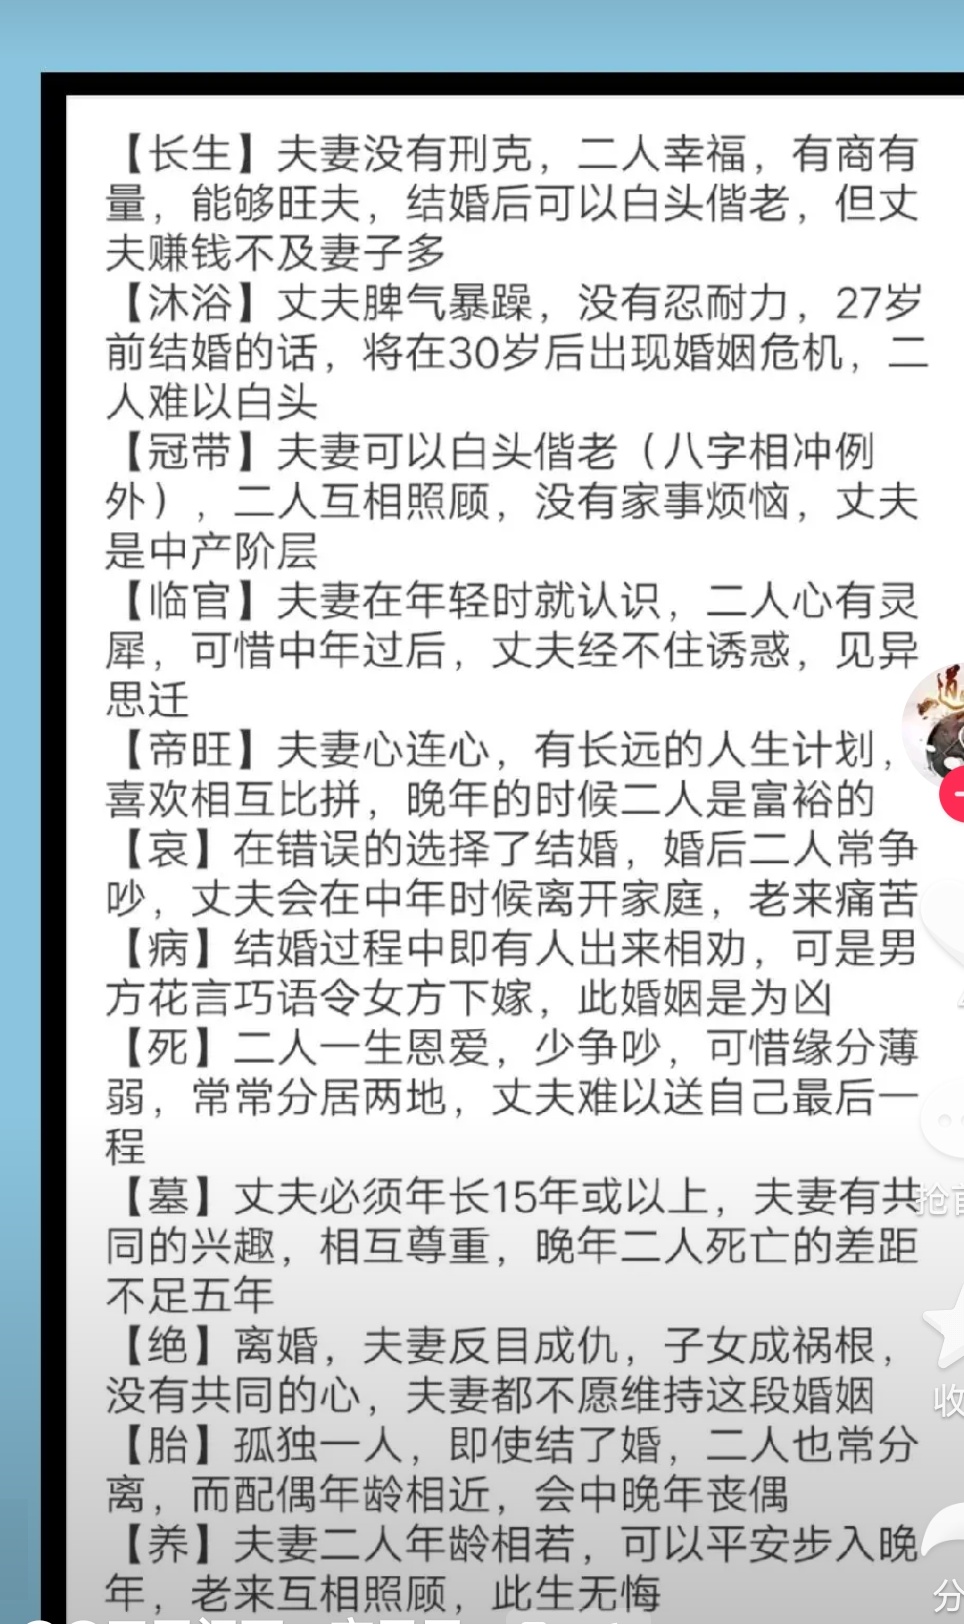 【长生】夫妻没有刑克，二人幸福，有商有
量，能够旺夫，结婚后可以白头偕老，但丈
夫赚钱不及妻子多
【沐浴】丈夫脾气暴躁，没有忍耐力，27岁
前结婚的话，将在30岁后出现婚姻危机，二
人难以白头
【冠带】夫妻可以白头偕老（八字相冲例
外），二人互相照顾，没有家事烦恼，丈夫
是中产阶层
【临官】夫妻在年轻时就认识，二人心有灵
犀，可惜中年过后，丈夫经不住诱惑，见异
思迁
【帝旺】夫妻心连心，有长远的人生计划，
喜欢相互比拼，晚年的时候二人是富裕的
【哀】在错误的选择了结婚，婚后二人常争
吵，丈夫会在中年时候离开家庭，老来痛苦
【病】结婚过程中即有人出来相劝，可是男
方花言巧语令女方下嫁，此婚姻是为凶
【死】二人一生恩爱，少争吵，可惜缘分薄
弱，常常分居两地，丈夫难以送自己最后一
程
【墓】丈夫必须年长15年或以上，夫妻有共
同的兴趣，相互尊重，晚年二人死亡的差距
不足五年
【绝】离婚，夫妻反目成仇，子女成祸根，
没有共同的心，夫妻都不愿维持这段婚姻
【胎】孤独一人，即使结了婚，二人也常分
离，而配偶年龄相近，会中晚年丧偶
【养】夫妻二人年龄相若，可以平安步入晚
年，老来互相照顾，此生无悔
抢首
收
分